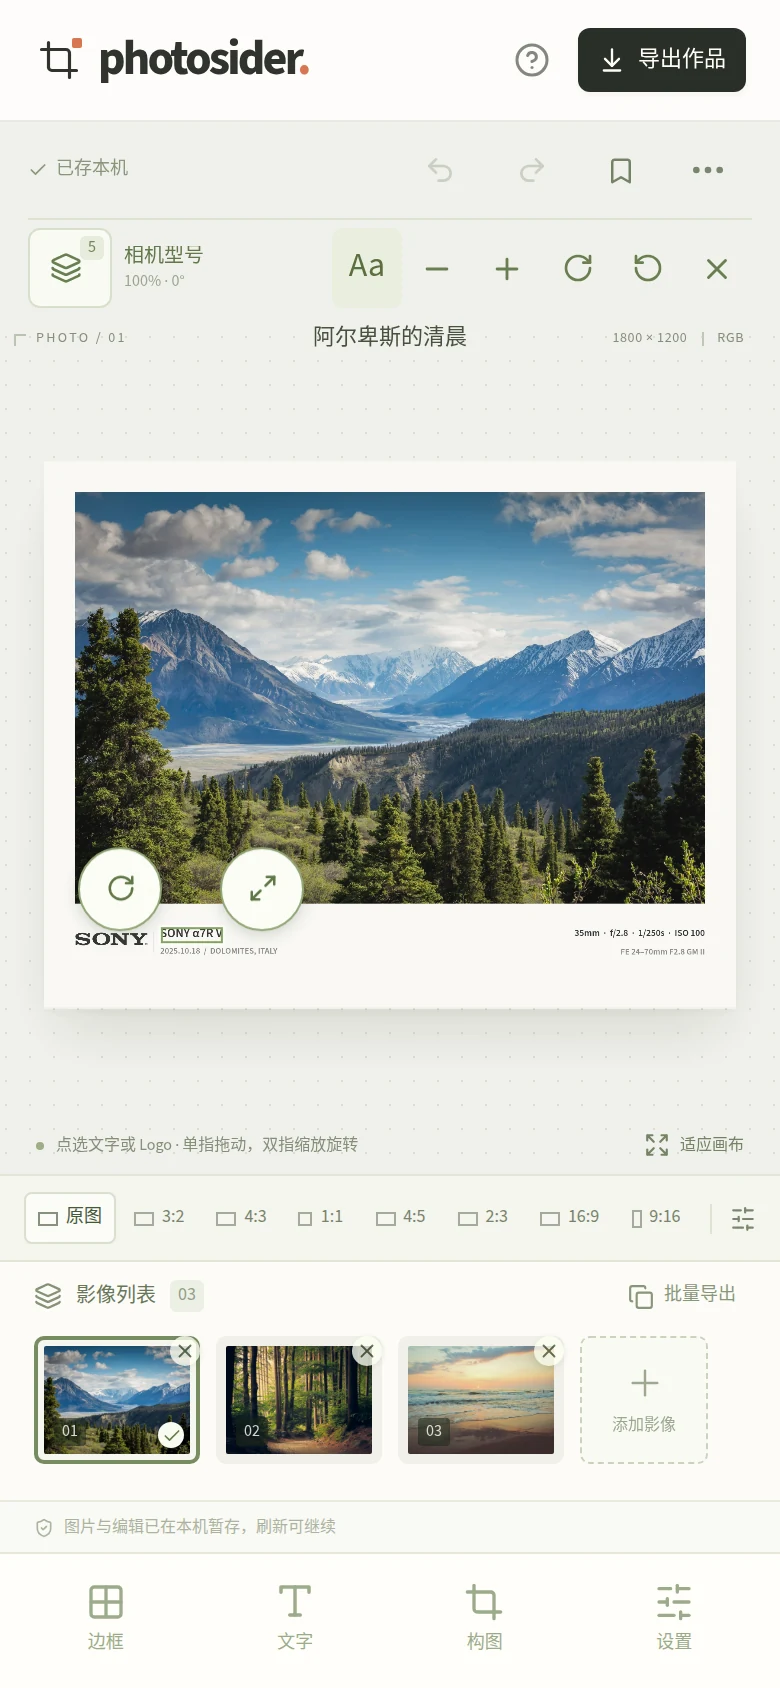 photosider.
导出作品
已存本机
5
相机型号
100% · 0°
Aa
PHOTO / 01
阿尔卑斯的清晨
1800 × 1200 | RGB
SONY
SONY α7R V
35mm · f/2.8 · 1/250s · ISO 100
2025.10.18 / DOLOMITES, ITALY
FE 24–70mm F2.8 GM II
点选文字或 Logo · 单指拖动，双指缩放旋转
适应画布
原图
3:2
4:3
1:1
4:5
2:3
16:9
9:16
影像列表
03
批量导出
01
02
03
添加影像
图片与编辑已在本机暂存，刷新可继续
边框
文字
构图
设置